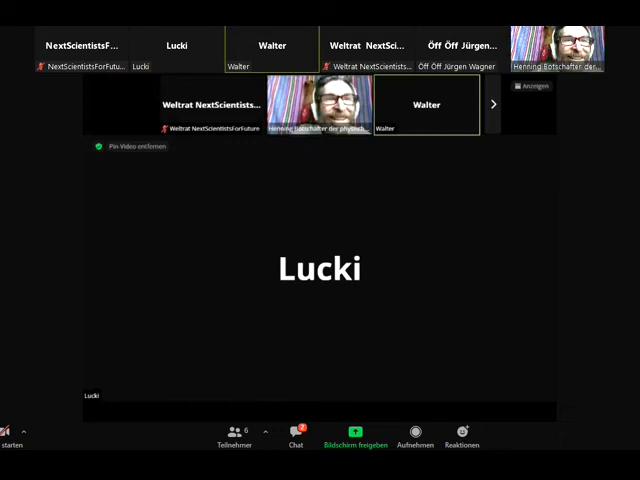 NextScientistsF... Lucki Walter Weltrat NextSci... Öff Öff Jürgen...
NextScientistsForFutu... Lucki Walter Weltrat NextScientists... Öff Öff Jürgen Wagner Henning Botschafter der...
Weltrat NextScientists... Walter Anzeigen
Weltrat NextScientistsForFuture Henning Botschafter der physisch... Walter
Pin Video entfernen
Lucki
Lucki
6 2
starten Teilnehmer Chat Bildschirm freigeben Aufnehmen Reaktionen